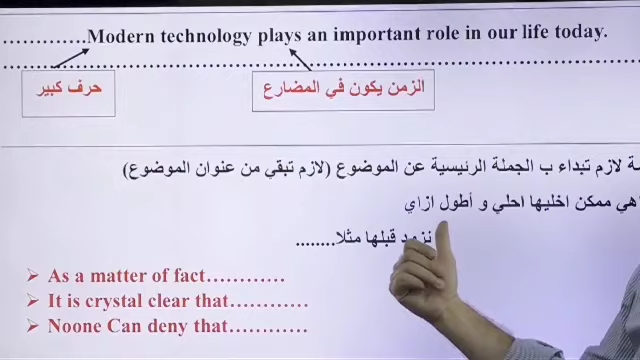 .............Modern technology plays an important role in our life today.
حرف كبير
الزمن يكون في المضارع
لازم تبداء ب الجملة الرئيسية عن الموضوع (لازم تبقي من عنوان الموضوع)
هي ممكن اخليها احلي و أطول ازاي
نزود قبلها مثلا........
➢ As a matter of fact............
➢ It is crystal clear that............
➢ Noone Can deny that............